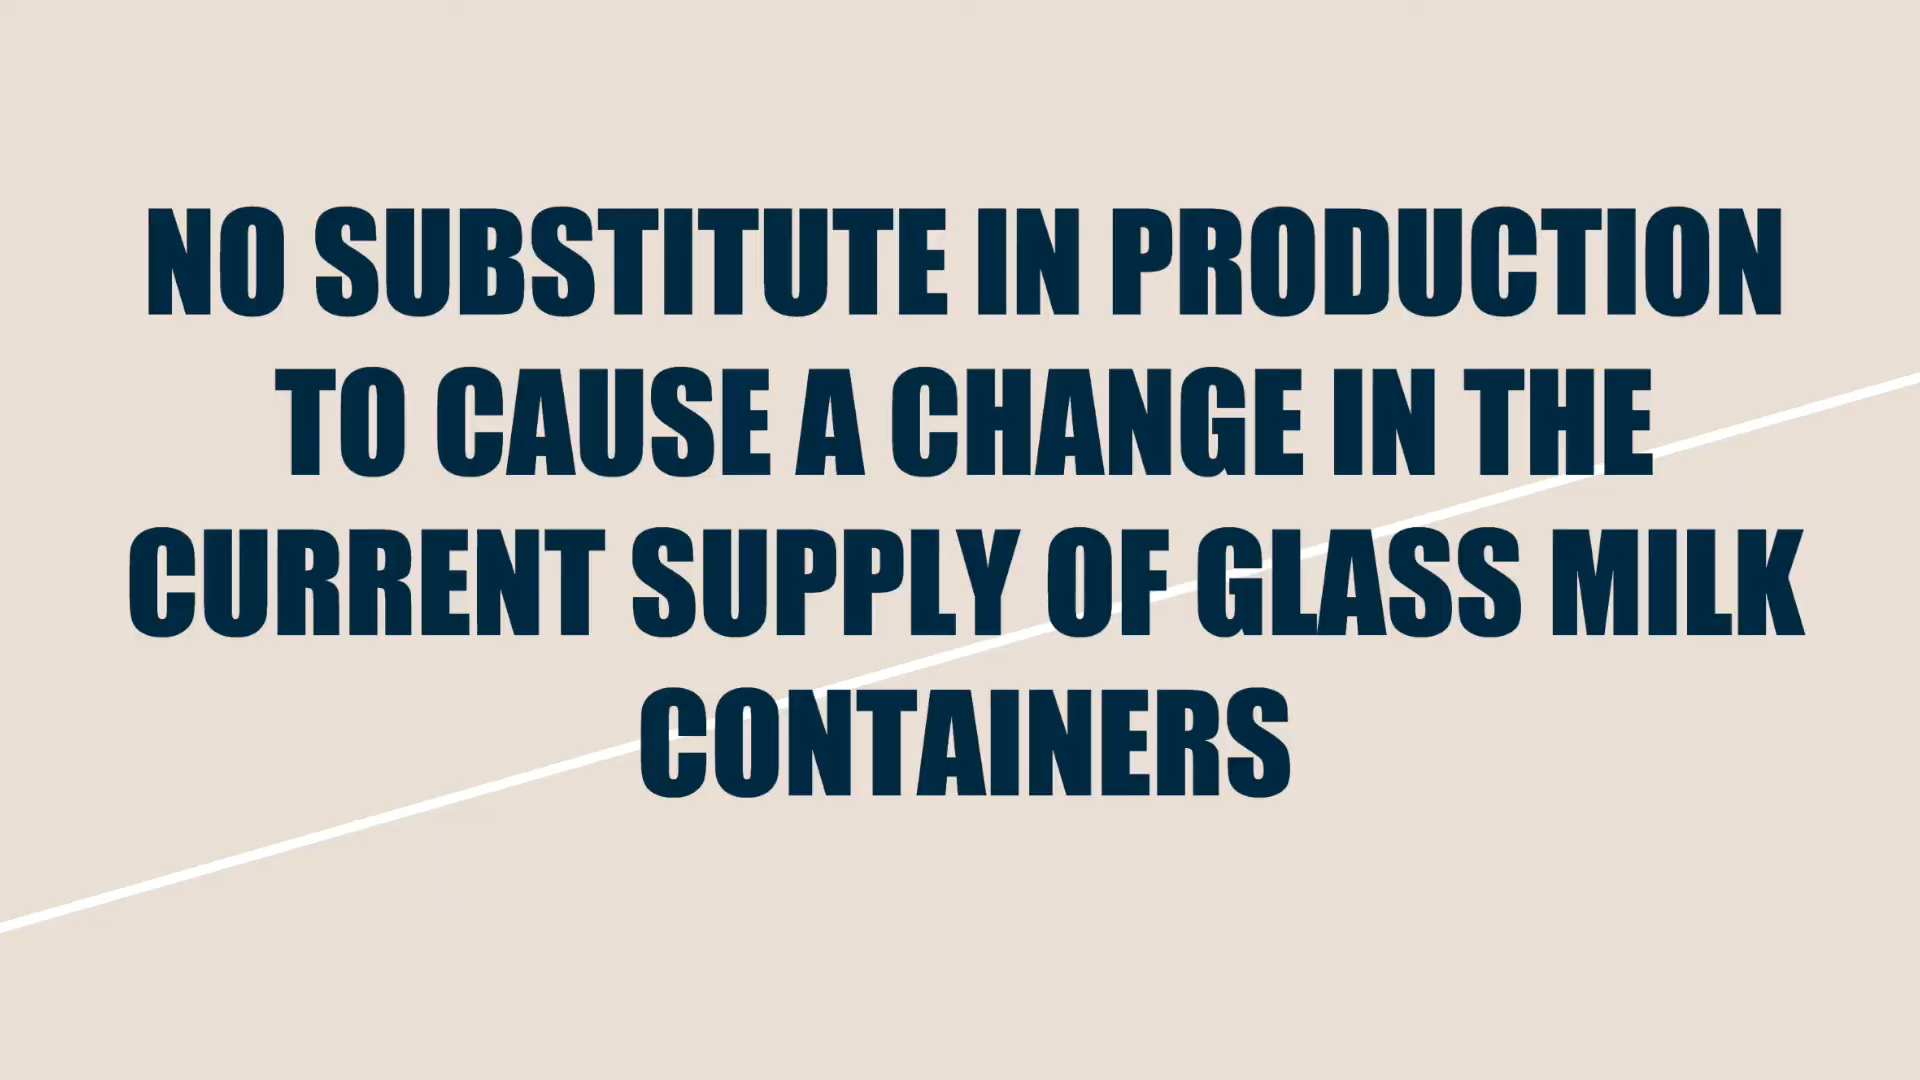 NO SUBSTITUTE IN PRODUCTION
TO CAUSE A CHANGE IN THE
CURRENT SUPPLY OF GLASS MILK
CONTAINERS